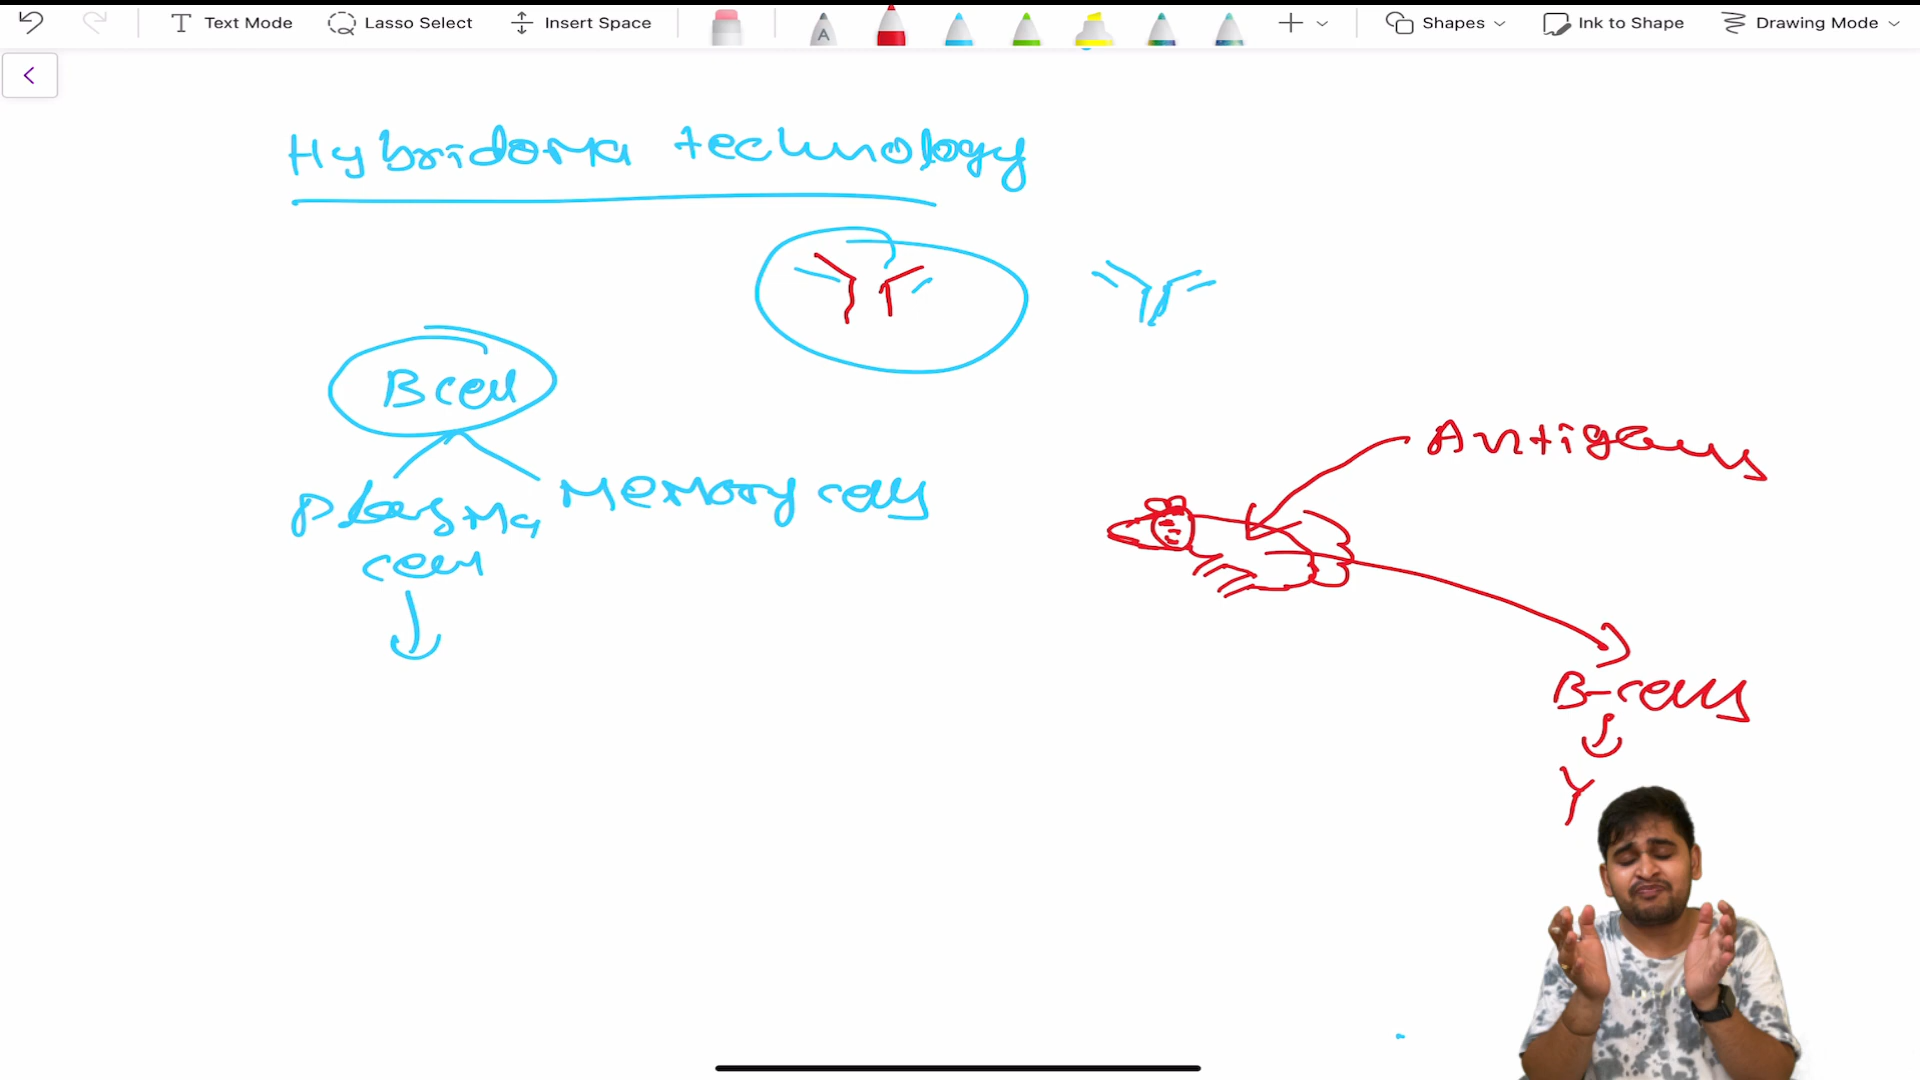 Text Mode Lasso Select Insert Space A Shapes Ink to Shape Drawing Mode
Hybridoma technology
B cell
Plasma
cell
Memory cells
Antigens
B-cells
Y